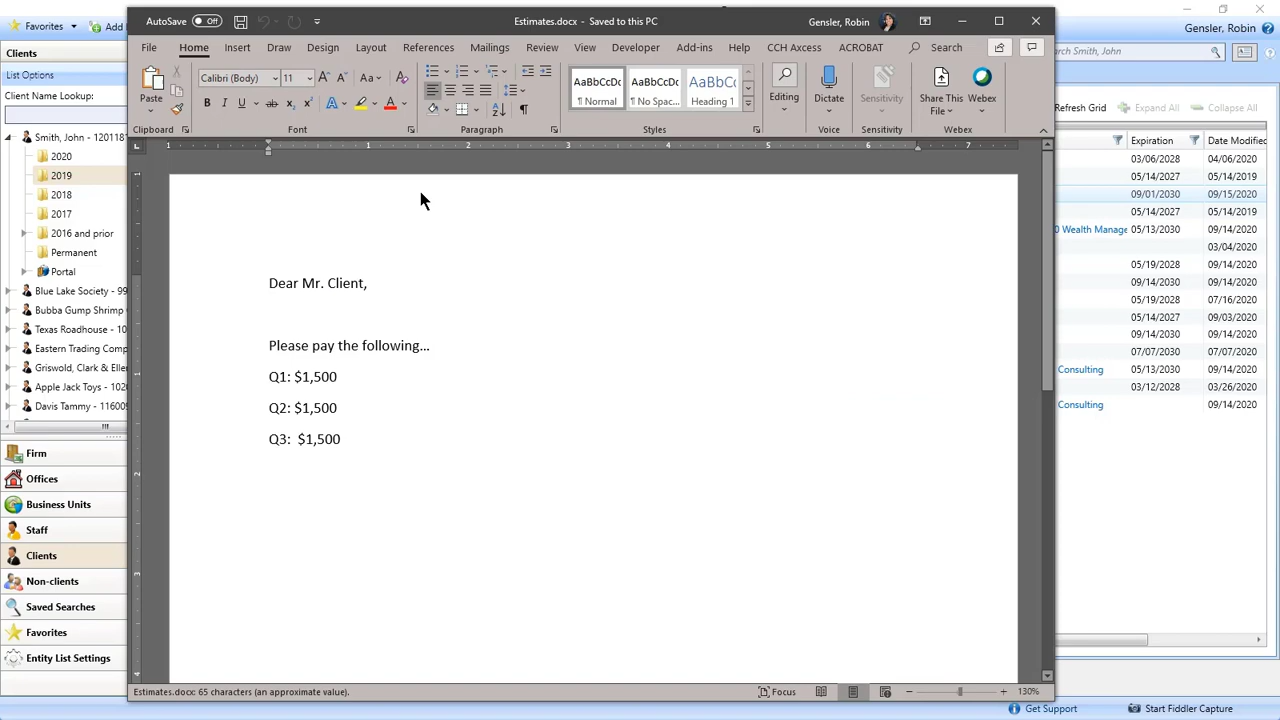 AutoSave Off
Estimates.docx - Saved to this PC
Gensler, Robin
File Home Insert Draw Design Layout References Mailings Review View Developer Add-ins Help CCH Axcess ACROBAT Search
Paste
Calibri (Body) 11
AaBbCcDc AaBbCcDc AaBbCc
¶ Normal ¶ No Spac... Heading 1
Editing
Dictate
Sensitivity
Share This File
Webex
Clipboard Font Paragraph Styles Voice Sensitivity Webex
Dear Mr. Client,
Please pay the following…
Q1: $1,500
Q2: $1,500
Q3:  $1,500
Estimates.docx: 65 characters (an approximate value).
Focus
130%
Favorites
Add
Clients
List Options
Client Name Lookup:
Smith, John - 1201181
2020
2019
2018
2017
2016 and prior
Permanent
Portal
Blue Lake Society - 99
Bubba Gump Shrimp
Texas Roadhouse -
Eastern Trading Comp
Griswold, Clark & Ellen
Apple Jack Toys - 1020
Davis Tammy - 116005
Firm
Offices
Business Units
Staff
Clients
Non-clients
Saved Searches
Favorites
Entity List Settings
Gensler, Robin
Search Smith, John
Refresh Grid Expand All Collapse All
Expiration Date Modified
03/06/2028 04/06/2020
05/14/2027 05/14/2019
09/01/2030 09/15/2020
05/14/2027 05/14/2019
0 Wealth Manage 05/13/2030 09/14/2020
03/04/2020
05/19/2028 09/14/2020
09/14/2030 09/14/2020
05/19/2028 07/16/2020
05/14/2027 09/03/2020
09/14/2030 09/14/2020
07/07/2030 07/07/2020
Consulting 05/13/2030 09/14/2020
03/12/2028 03/26/2020
Consulting 09/14/2020
Get Support Start Fiddler Capture